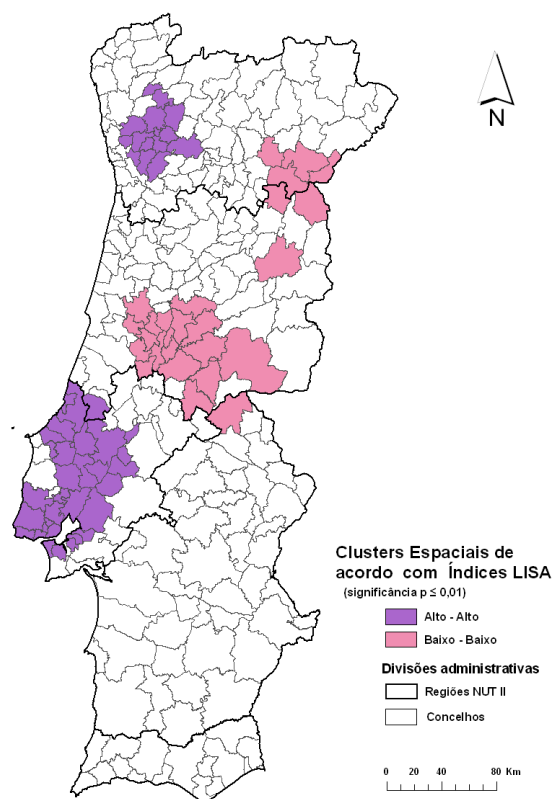 N
Clusters Espaciais de
acordo com Índices LISA
(significância p ≤ 0,01)
Alto - Alto
Baixo - Baixo
Divisões administrativas
Regiões NUT II
Concelhos
0 20 40 80 Km